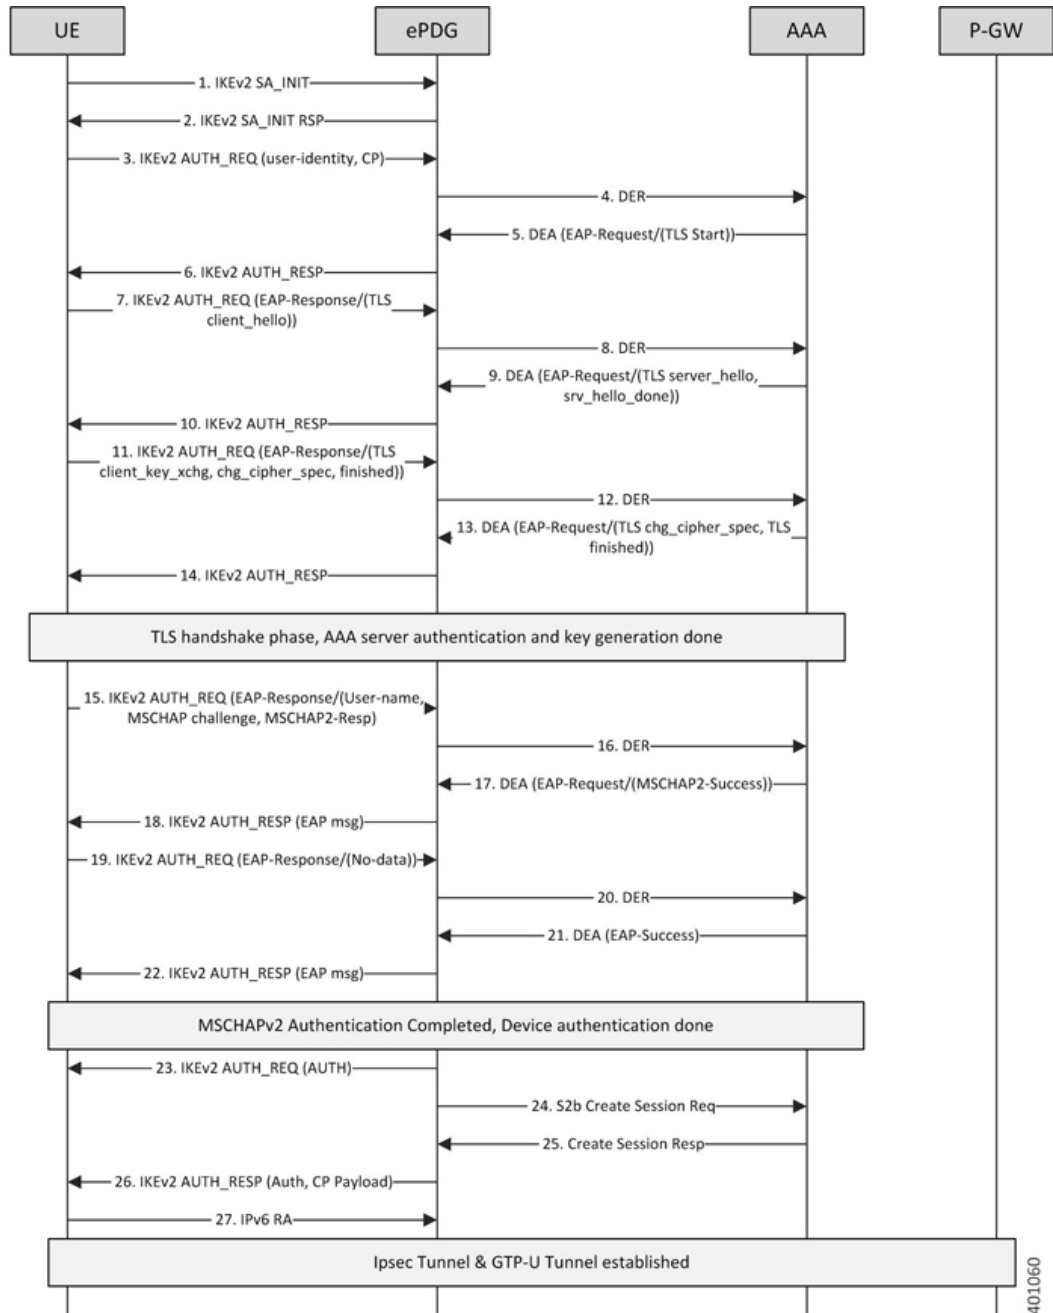 UE
ePDG
AAA
P-GW
1. IKEv2 SA_INIT
2. IKEv2 SA_INIT RSP
3. IKEv2 AUTH_REQ (user-identity, CP)
4. DER
5. DEA (EAP-Request/(TLS Start))
6. IKEv2 AUTH_RESP
7. IKEv2 AUTH_REQ (EAP-Response/(TLS
client_hello))
8. DER
9. DEA (EAP-Request/(TLS server_hello,
srv_hello_done))
10. IKEv2 AUTH_RESP
11. IKEv2 AUTH_REQ (EAP-Response/(TLS
client_key_xchg, chg_cipher_spec, finished))
12. DER
13. DEA (EAP-Request/(TLS chg_cipher_spec, TLS
finished))
14. IKEv2 AUTH_RESP
TLS handshake phase, AAA server authentication and key generation done
15. IKEv2 AUTH_REQ (EAP-Response/(User-name,
MSCHAP challenge, MSCHAP2-Resp)
16. DER
17. DEA (EAP-Request/(MSCHAP2-Success))
18. IKEv2 AUTH_RESP (EAP msg)
19. IKEv2 AUTH_REQ (EAP-Response/(No-data))
20. DER
21. DEA (EAP-Success)
22. IKEv2 AUTH_RESP (EAP msg)
MSCHAPv2 Authentication Completed, Device authentication done
23. IKEv2 AUTH_REQ (AUTH)
24. S2b Create Session Req
25. Create Session Resp
26. IKEv2 AUTH_RESP (Auth, CP Payload)
27. IPv6 RA
Ipsec Tunnel & GTP-U Tunnel established
401060